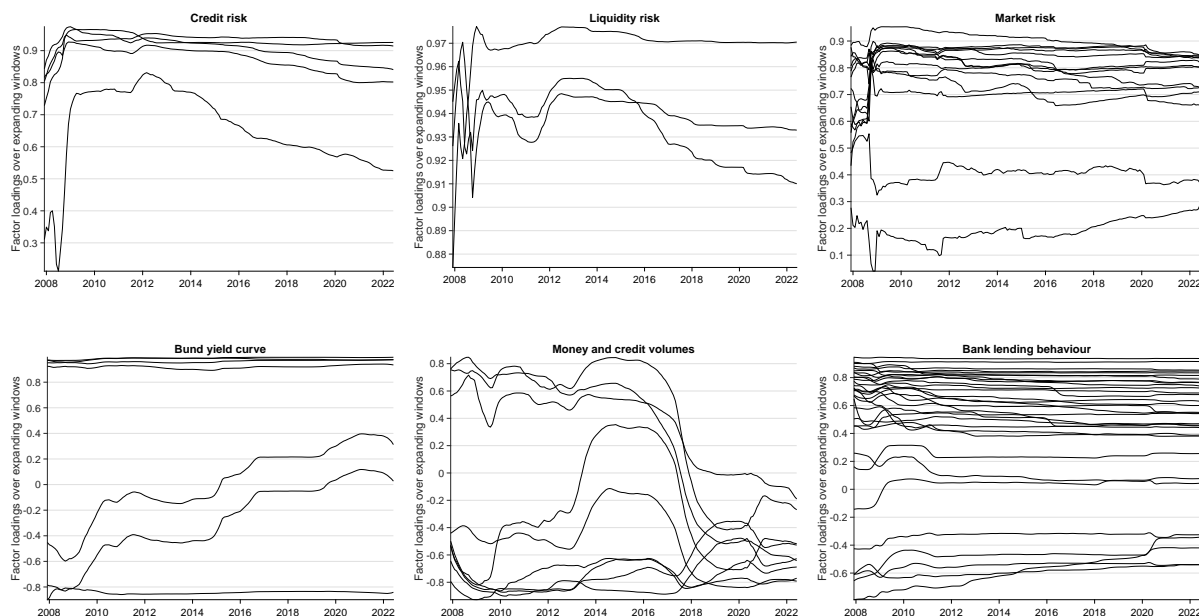 Credit risk
Factor loadings over expanding windows
0.9
0.8
0.7
0.6
0.5
0.4
0.3
2008 2010 2012 2014 2016 2018 2020 2022
Liquidity risk
Factor loadings over expanding windows
0.97
0.96
0.95
0.94
0.93
0.92
0.91
0.9
0.89
0.88
2008 2010 2012 2014 2016 2018 2020 2022
Market risk
Factor loadings over expanding windows
0.9
0.8
0.7
0.6
0.5
0.4
0.3
0.2
0.1
2008 2010 2012 2014 2016 2018 2020 2022
Bund yield curve
Factor loadings over expanding windows
0.8
0.6
0.4
0.2
0
-0.2
-0.4
-0.6
-0.8
2008 2010 2012 2014 2016 2018 2020 2022
Money and credit volumes
Factor loadings over expanding windows
0.8
0.6
0.4
0.2
0
-0.2
-0.4
-0.6
-0.8
2008 2010 2012 2014 2016 2018 2020 2022
Bank lending behaviour
Factor loadings over expanding windows
0.8
0.6
0.4
0.2
0
-0.2
-0.4
-0.6
2008 2010 2012 2014 2016 2018 2020 2022